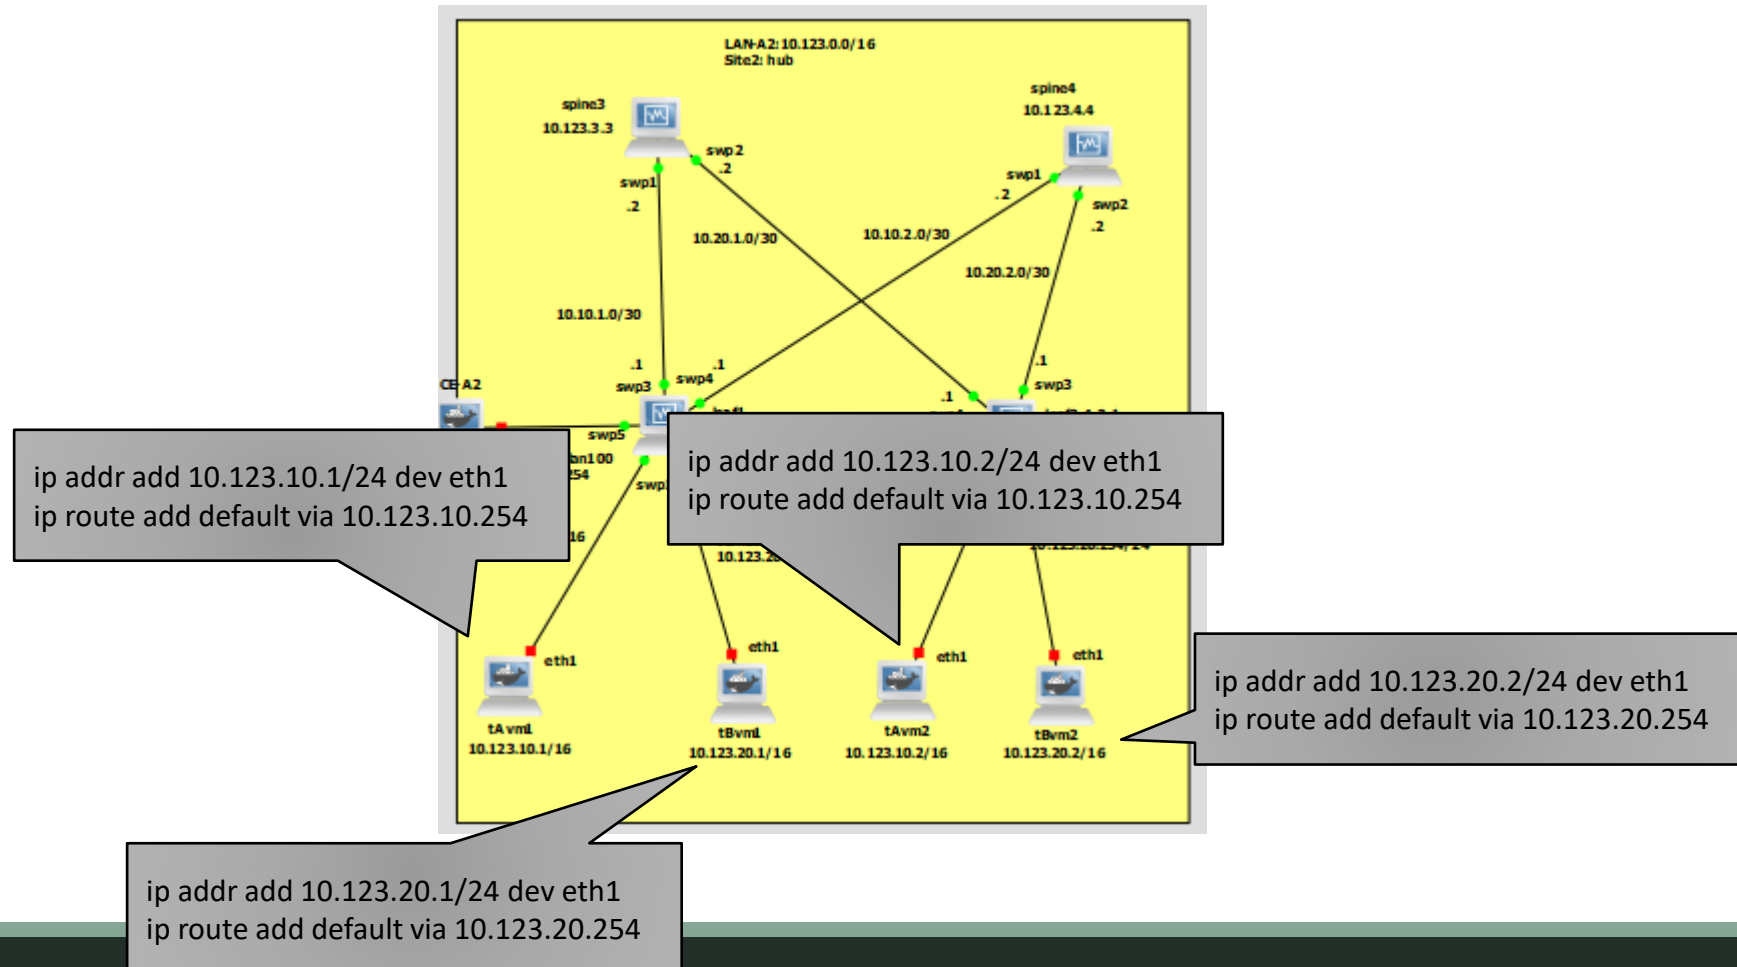 LAN-A2: 10.123.0.0/16
Site2: hub
spine3
10.123.3.3
spine4
10.123.4.4
swp2
.2
swp1
.2
swp1
.2
swp2
.2
10.20.1.0/30
10.10.2.0/30
10.20.2.0/30
10.10.1.0/30
.1
swp3
swp4
.1
.1
.1
swp3
CE-A2
swp5
254
ip addr add 10.123.10.1/24 dev eth1
ip route add default via 10.123.10.254
ip addr add 10.123.10.2/24 dev eth1
ip route add default via 10.123.10.254
16
eth1
eth1
eth1
eth1
tAvm1
10.123.10.1/16
tBvm1
10.123.20.1/16
tAvm2
10.123.10.2/16
tBvm2
10.123.20.2/16
ip addr add 10.123.20.2/24 dev eth1
ip route add default via 10.123.20.254
ip addr add 10.123.20.1/24 dev eth1
ip route add default via 10.123.20.254